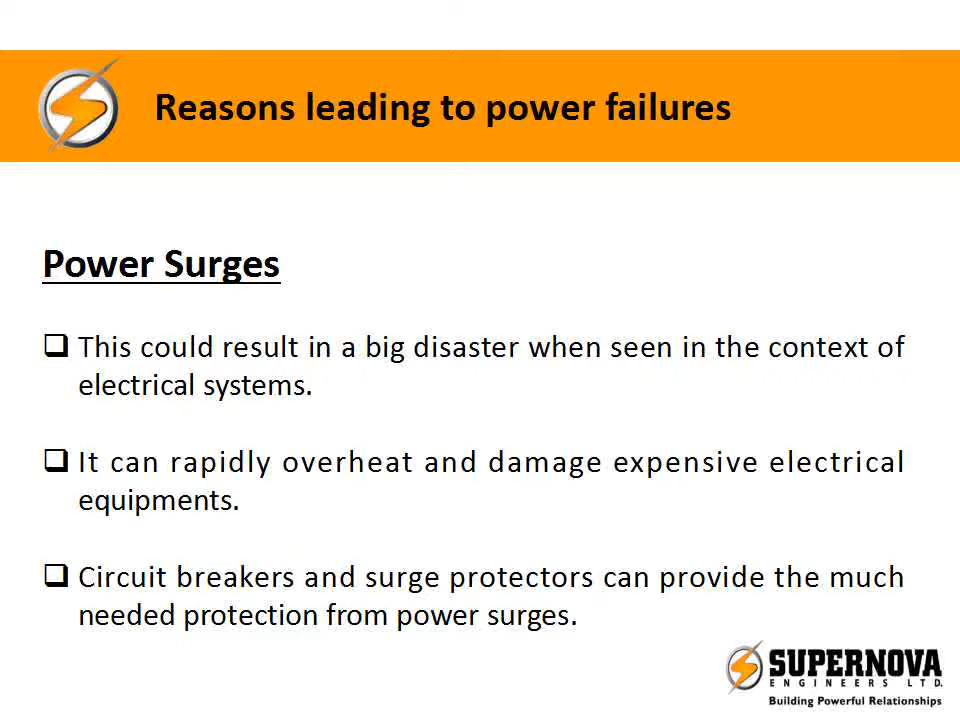 Reasons leading to power failures
Power Surges
❑ This could result in a big disaster when seen in the context of
electrical systems.
❑ It can rapidly overheat and damage expensive electrical
equipments.
❑ Circuit breakers and surge protectors can provide the much
needed protection from power surges.
SUPERNOVA
ENGINEERS LTD.
Building Powerful Relationships